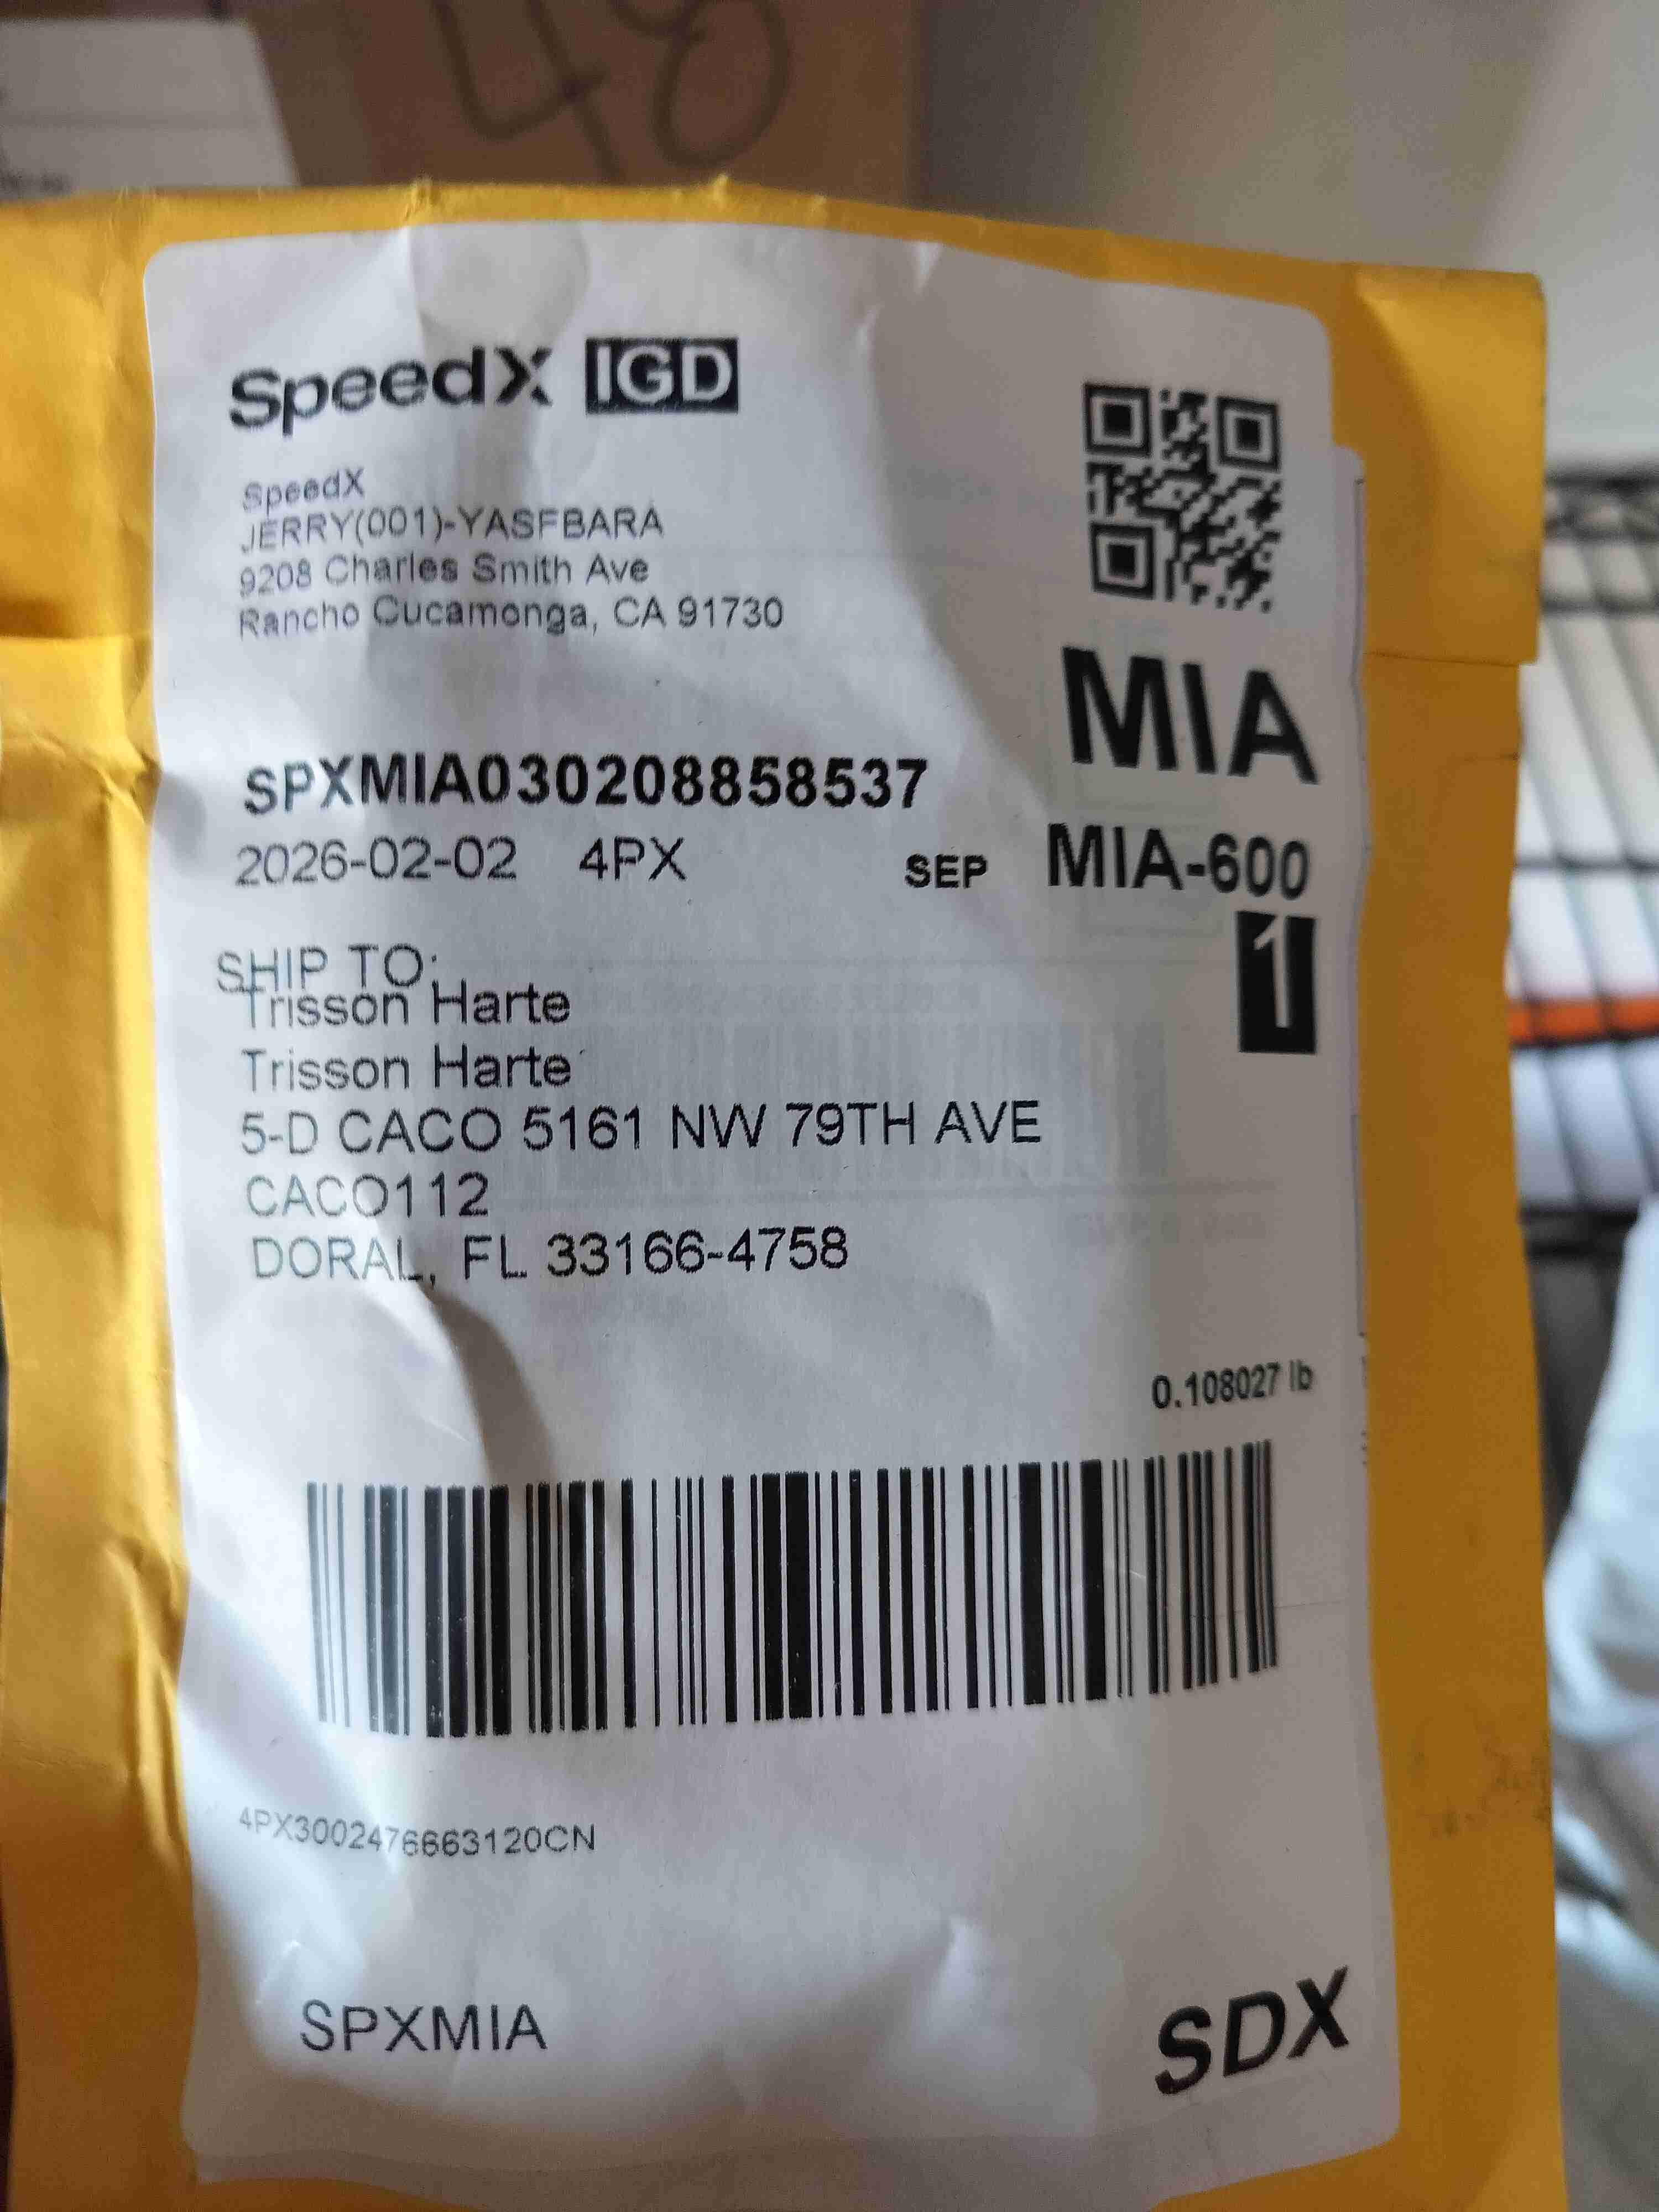 48
SpeedX IGD
SpeedX
JERRY(001)-YASFBARA
9208 Charles Smith Ave
Rancho Cucamonga, CA 91730
MIA
SPXMIA030208858537
2026-02-02 4PX SEP MIA-600
1
SHIP TO:
Trisson Harte
Trisson Harte
5-D CACO 5161 NW 79TH AVE
CACO112
DORAL, FL 33166-4758
0.108027 lb
4PX3002476663120CN
SPXMIA
SDX